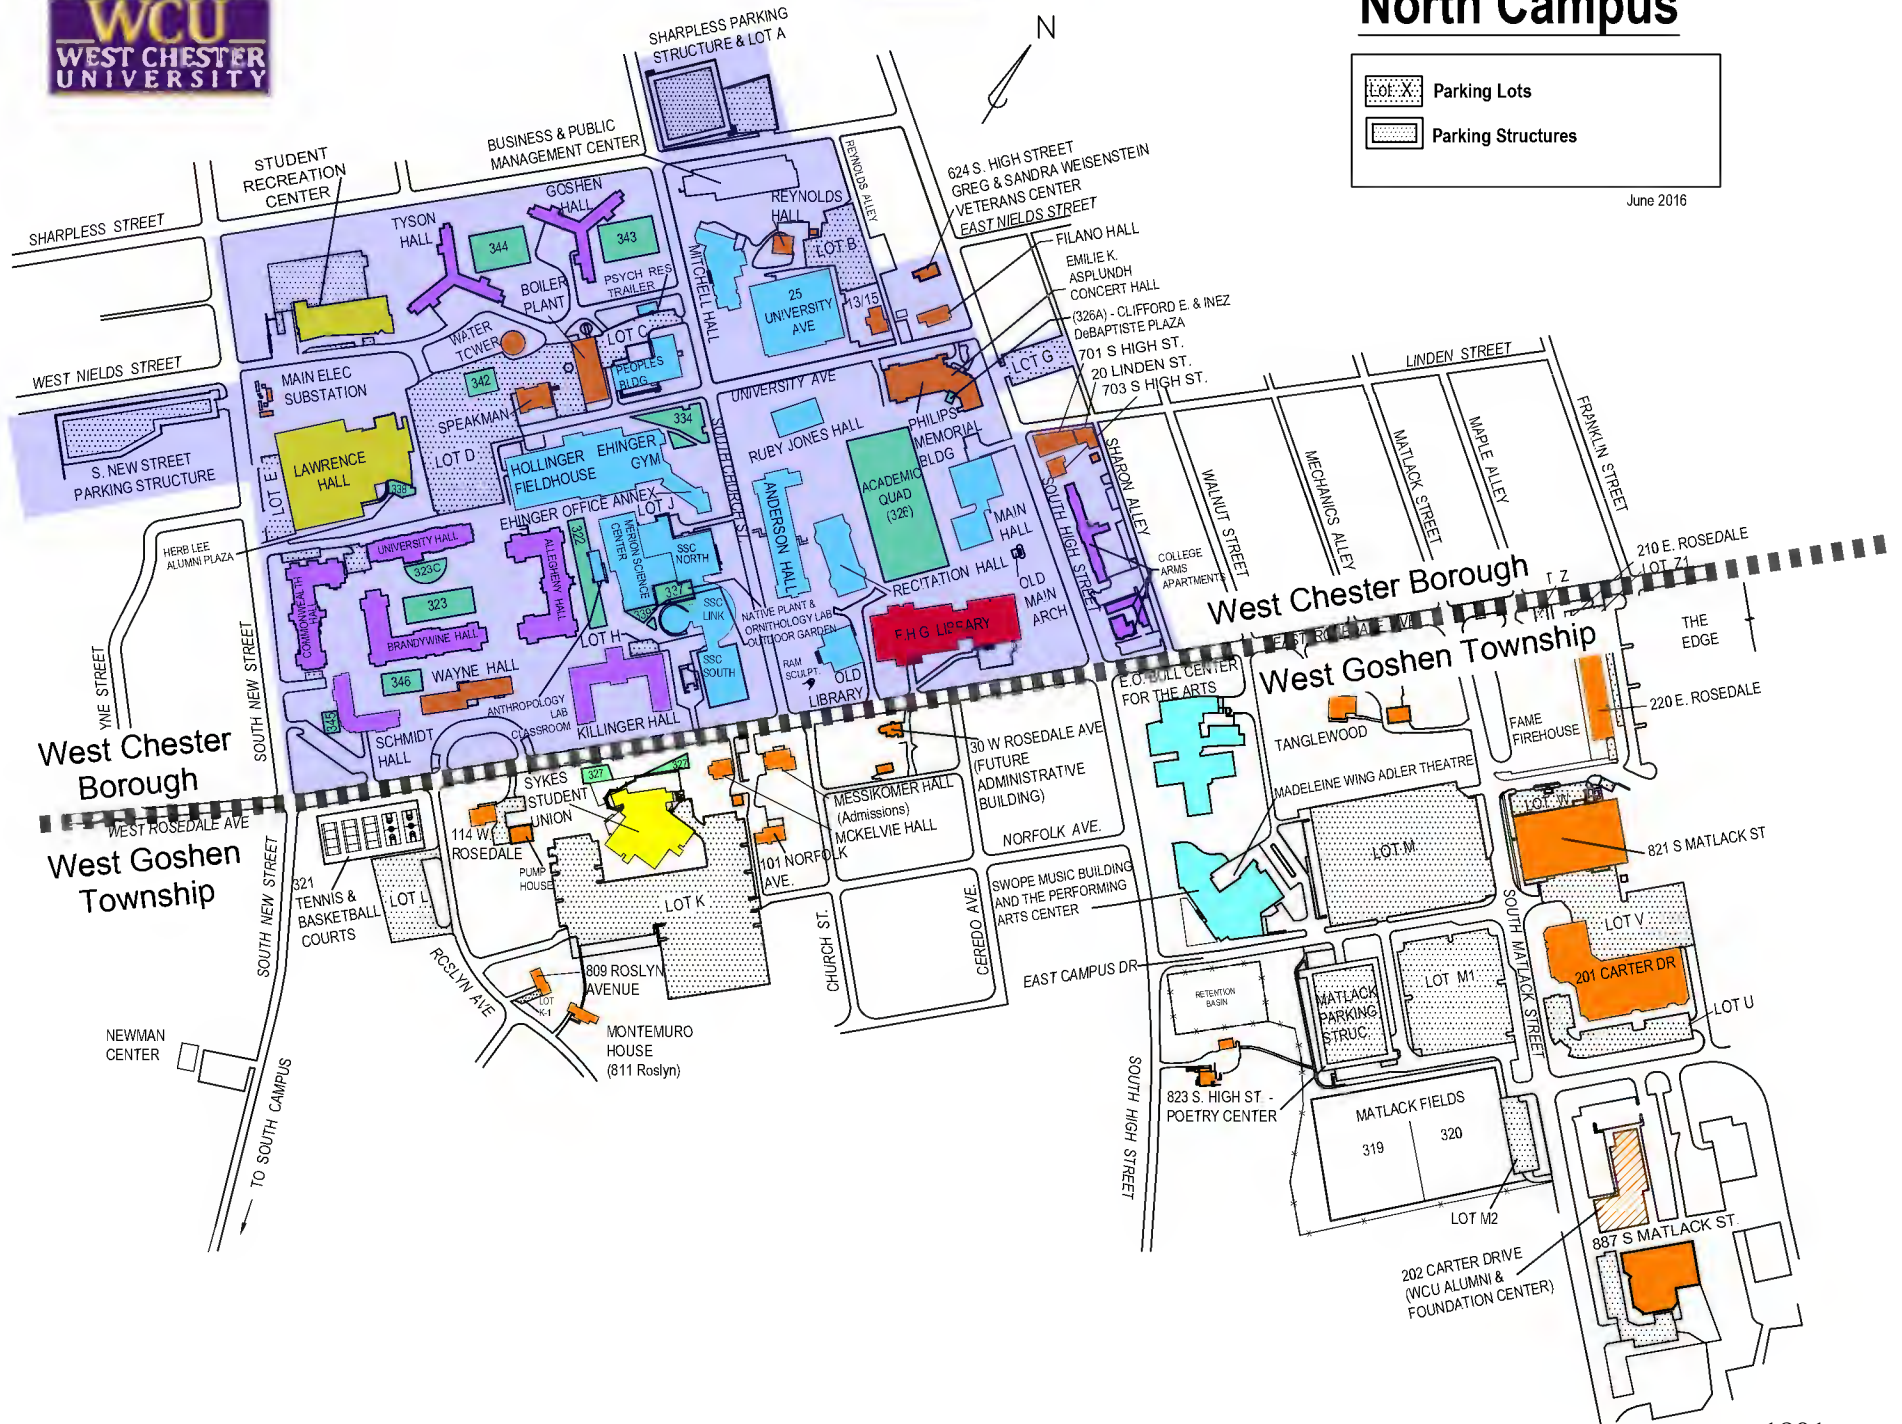 WCU
WEST CHESTER
UNIVERSITY
North Campus
Lot X
Parking Lots
Parking Structures
June 2016
N
SHARPLESS PARKING
STRUCTURE & LOT A
BUSINESS & PUBLIC
MANAGEMENT CENTER
STUDENT
RECREATION
CENTER
SHARPLESS STREET
TYSON
HALL
344
GOSHEN
HALL
343
REYNOLDS
HALL
REYNOLDS ALLEY
LOT B
624 S. HIGH STREET
GREG & SANDRA WEISENSTEIN
VETERANS CENTER
EAST NIELDS STREET
FILANO HALL
EMILIE K.
ASPLUNDH
CONCERT HALL
(326A) - CLIFFORD E. & INEZ
DeBAPTISTE PLAZA
701 S HIGH ST.
20 LINDEN ST.
703 S HIGH ST.
LINDEN STREET
BOILER
PLANT
PSYCH RES
TRAILER
MITCHELL HALL
25
UNIVERSITY
AVE
13/15
WATER
TOWER
LOT C
PEOPLES
BLDG
LOT G
WEST NIELDS STREET
MAIN ELEC
SUBSTATION
342
SPEAKMAN
334
UNIVERSITY AVE
RUBY JONES HALL
PHILIPS
MEMORIAL
BLDG
S. NEW STREET
PARKING STRUCTURE
LOT E
LAWRENCE
HALL
338
LOT D
HOLLINGER
FIELDHOUSE
EHINGER
GYM
SOUTH CHURCH ST.
ACADEMIC
QUAD
(326)
MAIN
HALL
SOUTH HIGH STREET
SHARON ALLEY
WALNUT STREET
MECHANICS ALLEY
MATLACK STREET
MAPLE ALLEY
FRANKLIN STREET
EHINGER OFFICE ANNEX
LOT J
ANDERSON HALL
HERB LEE
ALUMNI PLAZA
UNIVERSITY HALL
323C
323
BRANDYWINE HALL
COMMONWEALTH
HALL
ALLEGHENY HALL
322
MERION SCIENCE
CENTER
SSC
NORTH
337
339
SSC
LINK
SSC
SOUTH
NATIVE PLANT &
ORNITHOLOGY LAB
OUTDOOR GARDEN
RECITATION HALL
OLD
MAIN
ARCH
COLLEGE
ARMS
APARTMENTS
210 E. ROSEDALE
LOT Z1
West Chester Borough
West Goshen Township
THE
EDGE
F.H.G. LIBRARY
RAM
SCULPT.
OLD
LIBRARY
LOT H
WAYNE HALL
346
345
SCHMIDT
HALL
ANTHROPOLOGY
LAB
CLASSROOM
KILLINGER HALL
SOUTH NEW STREET
West Chester
Borough
WEST ROSEDALE AVE
West Goshen
Township
E.O. BULL CENTER
FOR THE ARTS
TANGLEWOOD
FAME
FIREHOUSE
220 E. ROSEDALE
MADELEINE WING ADLER THEATRE
30 W ROSEDALE AVE
(FUTURE
ADMINISTRATIVE
BUILDING)
MESSIKOMER HALL
(Admissions)
MCKELVIE HALL
101 NORFOLK
AVE.
NORFOLK AVE.
327
327
SYKES
STUDENT
UNION
114 W
ROSEDALE
PUMP
HOUSE
321
TENNIS &
BASKETBALL
COURTS
LOT L
LOT K
SOUTH NEW STREET
ROSLYN AVE
CHURCH ST.
CEREDO AVE.
SWOPE MUSIC BUILDING
AND THE PERFORMING
ARTS CENTER
LOT M
LOT W
821 S MATLACK ST
LOT V
SOUTH MATLACK STREET
201 CARTER DR
LOT U
EAST CAMPUS DR
RETENTION
BASIN
MATLACK
PARKING
STRUC.
LOT M1
809 ROSLYN
AVENUE
LOT
K-1
MONTEMURO
HOUSE
(811 Roslyn)
NEWMAN
CENTER
TO SOUTH CAMPUS
823 S. HIGH ST. -
POETRY CENTER
SOUTH HIGH STREET
MATLACK FIELDS
319
320
LOT M2
887 S MATLACK ST.
202 CARTER DRIVE
(WCU ALUMNI &
FOUNDATION CENTER)